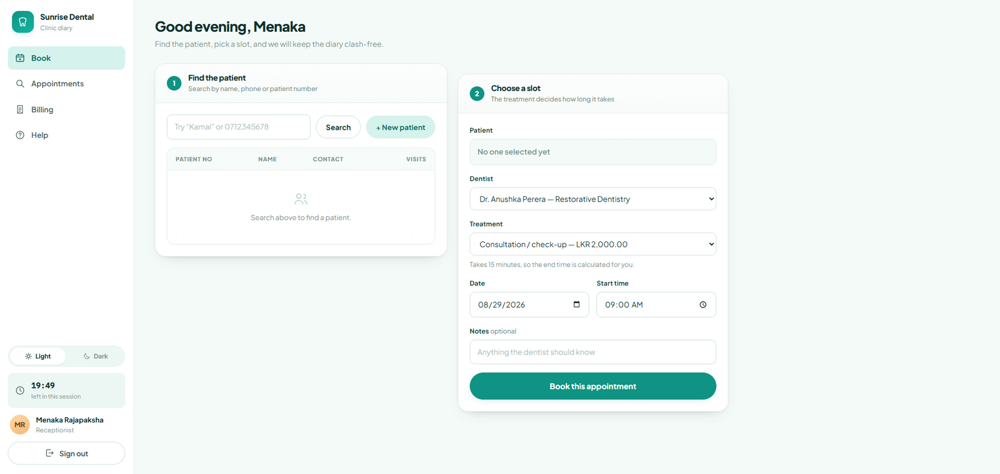 Sunrise Dental
Clinic diary
Book
Appointments
Billing
Help
Light
Dark
19:49
left in this session
MR
Menaka Rajapaksha
Receptionist
Sign out
Good evening, Menaka
Find the patient, pick a slot, and we will keep the diary clash-free.
1
Find the patient
Search by name, phone or patient number
Try “Kamal” or 0712345678
Search
+ New patient
PATIENT NO NAME CONTACT VISITS
Search above to find a patient.
2
Choose a slot
The treatment decides how long it takes
Patient
No one selected yet
Dentist
Dr. Anushka Perera — Restorative Dentistry
Treatment
Consultation / check-up — LKR 2,000.00
Takes 15 minutes, so the end time is calculated for you.
Date Start time
08/29/2026 09:00 AM
Notes optional
Anything the dentist should know
Book this appointment